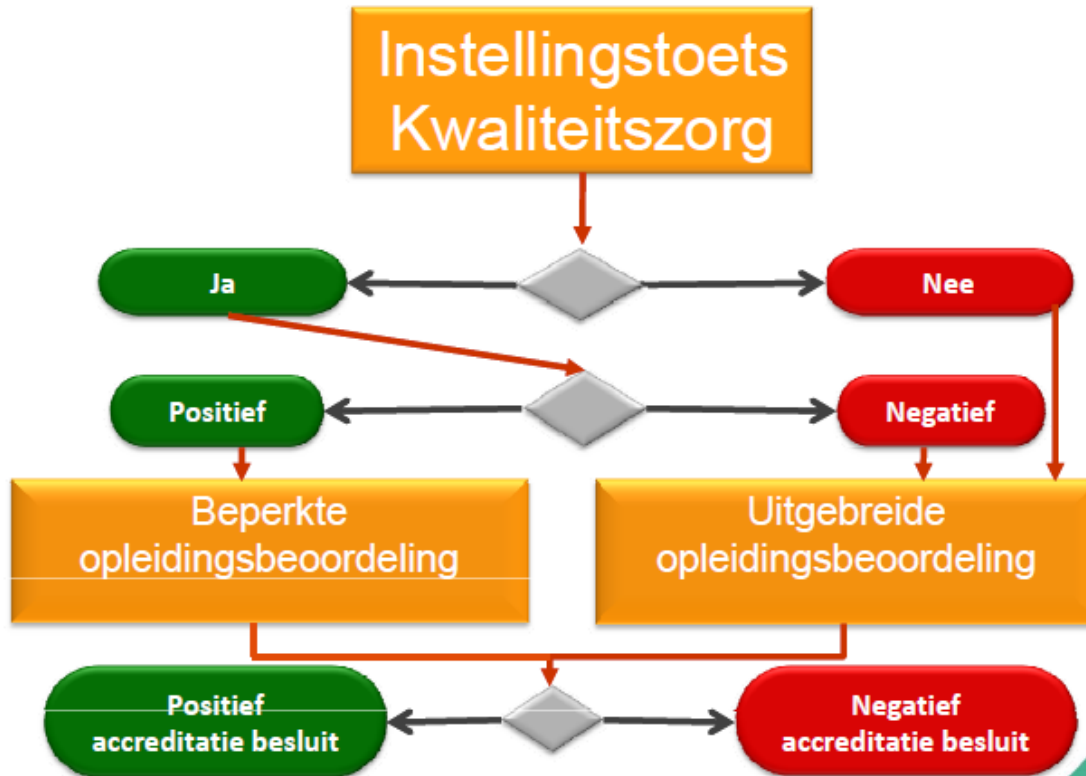 Instellingstoets
Kwaliteitszorg
Ja
Nee
Positief
Negatief
Beperkte
opleidingsbeoordeling
Uitgebreide
opleidingsbeoordeling
Positief
accreditatie besluit
Negatief
accreditatie besluit